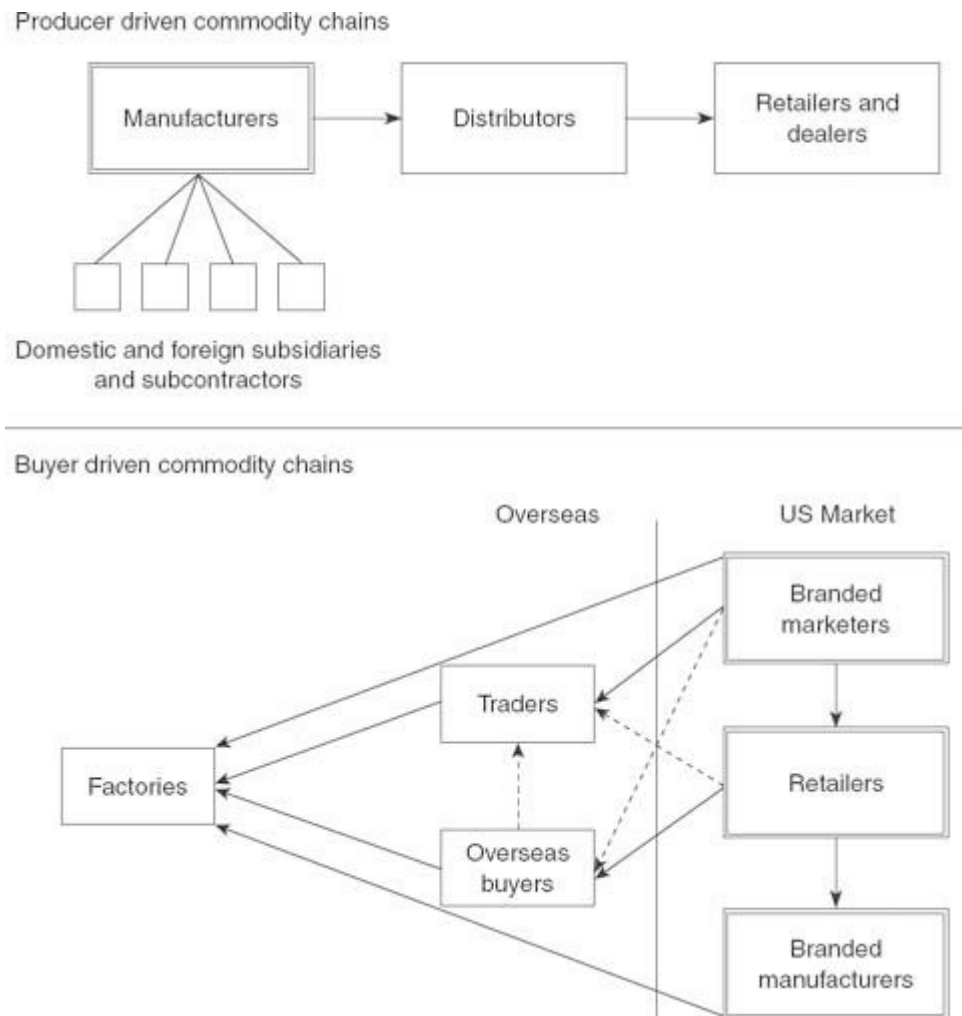 Producer driven commodity chains
Manufacturers
Distributors
Retailers and
dealers
Domestic and foreign subsidiaries
and subcontractors
Buyer driven commodity chains
Overseas
US Market
Branded
marketers
Traders
Retailers
Factories
Overseas
buyers
Branded
manufacturers